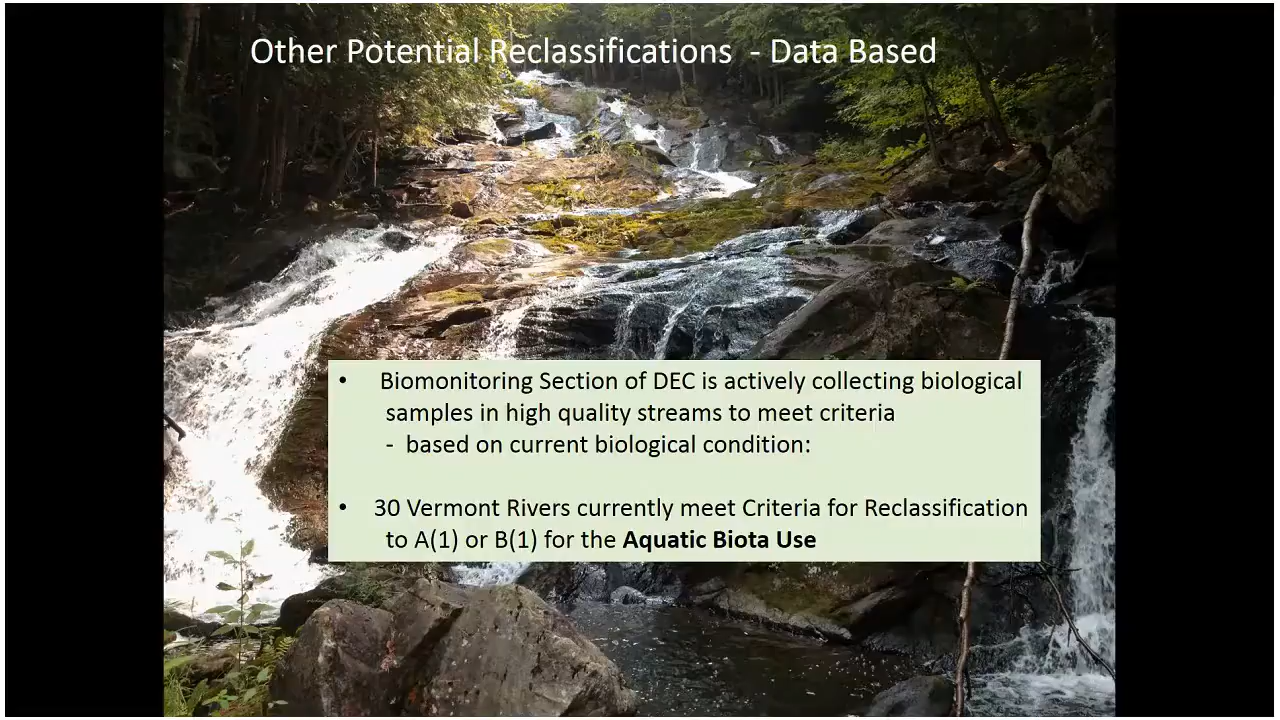 Other Potential Reclassifications - Data Based
• Biomonitoring Section of DEC is actively collecting biological
samples in high quality streams to meet criteria
- based on current biological condition:
• 30 Vermont Rivers currently meet Criteria for Reclassification
to A(1) or B(1) for the Aquatic Biota Use